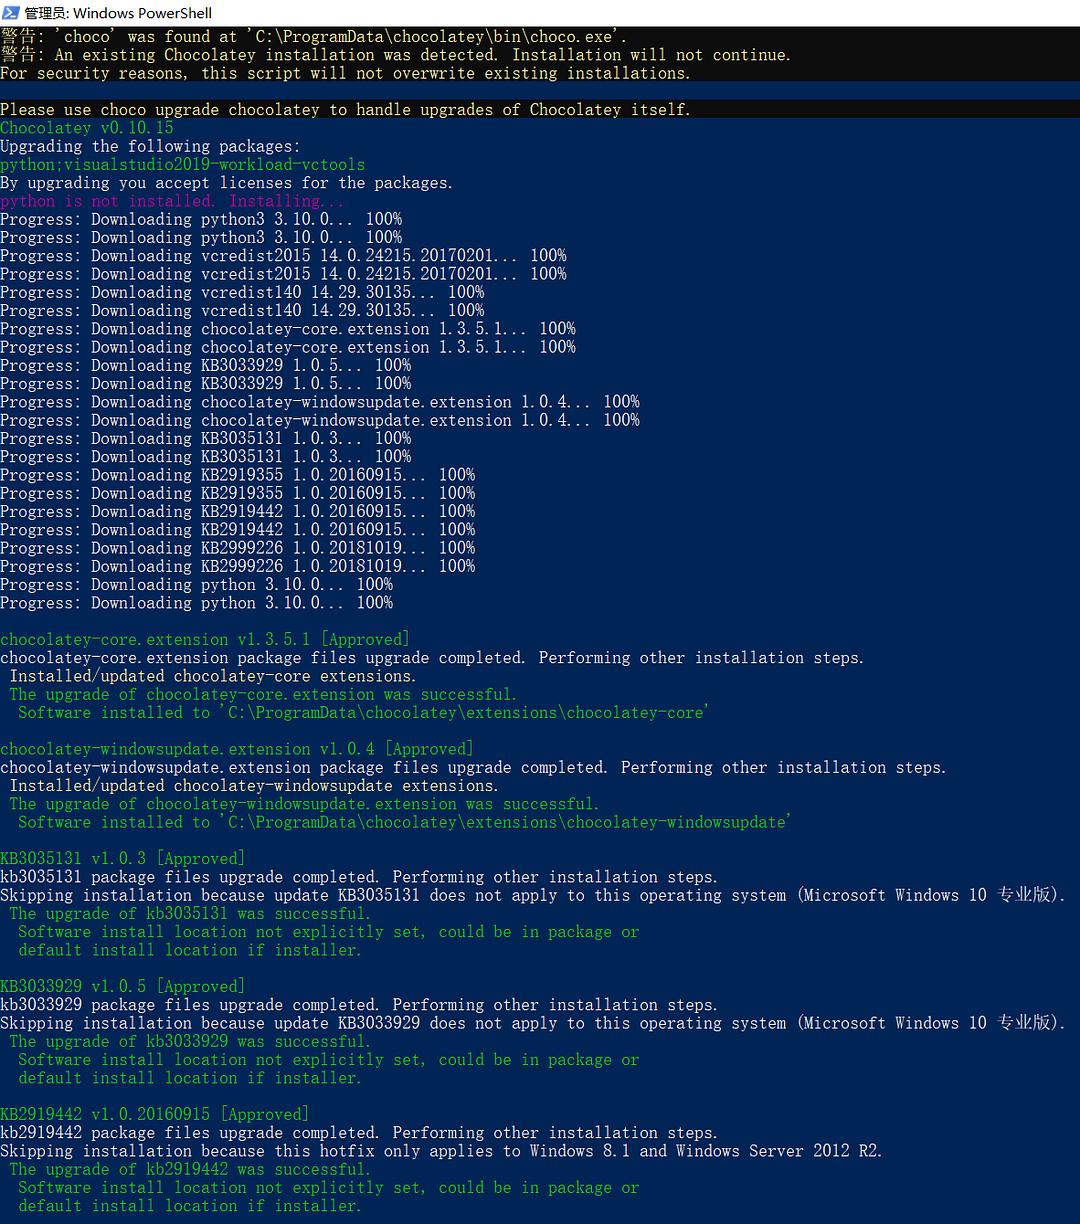 管理员: Windows PowerShell
警告: 'choco' was found at 'C:\ProgramData\chocolatey\bin\choco.exe'.
警告: An existing Chocolatey installation was detected. Installation will not continue.
For security reasons, this script will not overwrite existing installations.
Please use choco upgrade chocolatey to handle upgrades of Chocolatey itself.
Chocolatey v0.10.15
Upgrading the following packages:
python;visualstudio2019-workload-vctools
By upgrading you accept licenses for the packages.
python is not installed. Installing...
Progress: Downloading python3 3.10.0... 100%
Progress: Downloading python3 3.10.0... 100%
Progress: Downloading vcredist2015 14.0.24215.20170201... 100%
Progress: Downloading vcredist2015 14.0.24215.20170201... 100%
Progress: Downloading vcredist140 14.29.30135... 100%
Progress: Downloading vcredist140 14.29.30135... 100%
Progress: Downloading chocolatey-core.extension 1.3.5.1... 100%
Progress: Downloading chocolatey-core.extension 1.3.5.1... 100%
Progress: Downloading KB3033929 1.0.5... 100%
Progress: Downloading KB3033929 1.0.5... 100%
Progress: Downloading chocolatey-windowsupdate.extension 1.0.4... 100%
Progress: Downloading chocolatey-windowsupdate.extension 1.0.4... 100%
Progress: Downloading KB3035131 1.0.3... 100%
Progress: Downloading KB3035131 1.0.3... 100%
Progress: Downloading KB2919355 1.0.20160915... 100%
Progress: Downloading KB2919355 1.0.20160915... 100%
Progress: Downloading KB2919442 1.0.20160915... 100%
Progress: Downloading KB2919442 1.0.20160915... 100%
Progress: Downloading KB2999226 1.0.20181019... 100%
Progress: Downloading KB2999226 1.0.20181019... 100%
Progress: Downloading python 3.10.0... 100%
Progress: Downloading python 3.10.0... 100%
chocolatey-core.extension v1.3.5.1 [Approved]
chocolatey-core.extension package files upgrade completed. Performing other installation steps.
Installed/updated chocolatey-core extensions.
The upgrade of chocolatey-core.extension was successful.
Software installed to 'C:\ProgramData\chocolatey\extensions\chocolatey-core'
chocolatey-windowsupdate.extension v1.0.4 [Approved]
chocolatey-windowsupdate.extension package files upgrade completed. Performing other installation steps.
Installed/updated chocolatey-windowsupdate extensions.
The upgrade of chocolatey-windowsupdate.extension was successful.
Software installed to 'C:\ProgramData\chocolatey\extensions\chocolatey-windowsupdate'
KB3035131 v1.0.3 [Approved]
kb3035131 package files upgrade completed. Performing other installation steps.
Skipping installation because update KB3035131 does not apply to this operating system (Microsoft Windows 10 专业版).
The upgrade of kb3035131 was successful.
Software install location not explicitly set, could be in package or
default install location if installer.
KB3033929 v1.0.5 [Approved]
kb3033929 package files upgrade completed. Performing other installation steps.
Skipping installation because update KB3033929 does not apply to this operating system (Microsoft Windows 10 专业版).
The upgrade of kb3033929 was successful.
Software install location not explicitly set, could be in package or
default install location if installer.
KB2919442 v1.0.20160915 [Approved]
kb2919442 package files upgrade completed. Performing other installation steps.
Skipping installation because this hotfix only applies to Windows 8.1 and Windows Server 2012 R2.
The upgrade of kb2919442 was successful.
Software install location not explicitly set, could be in package or
default install location if installer.